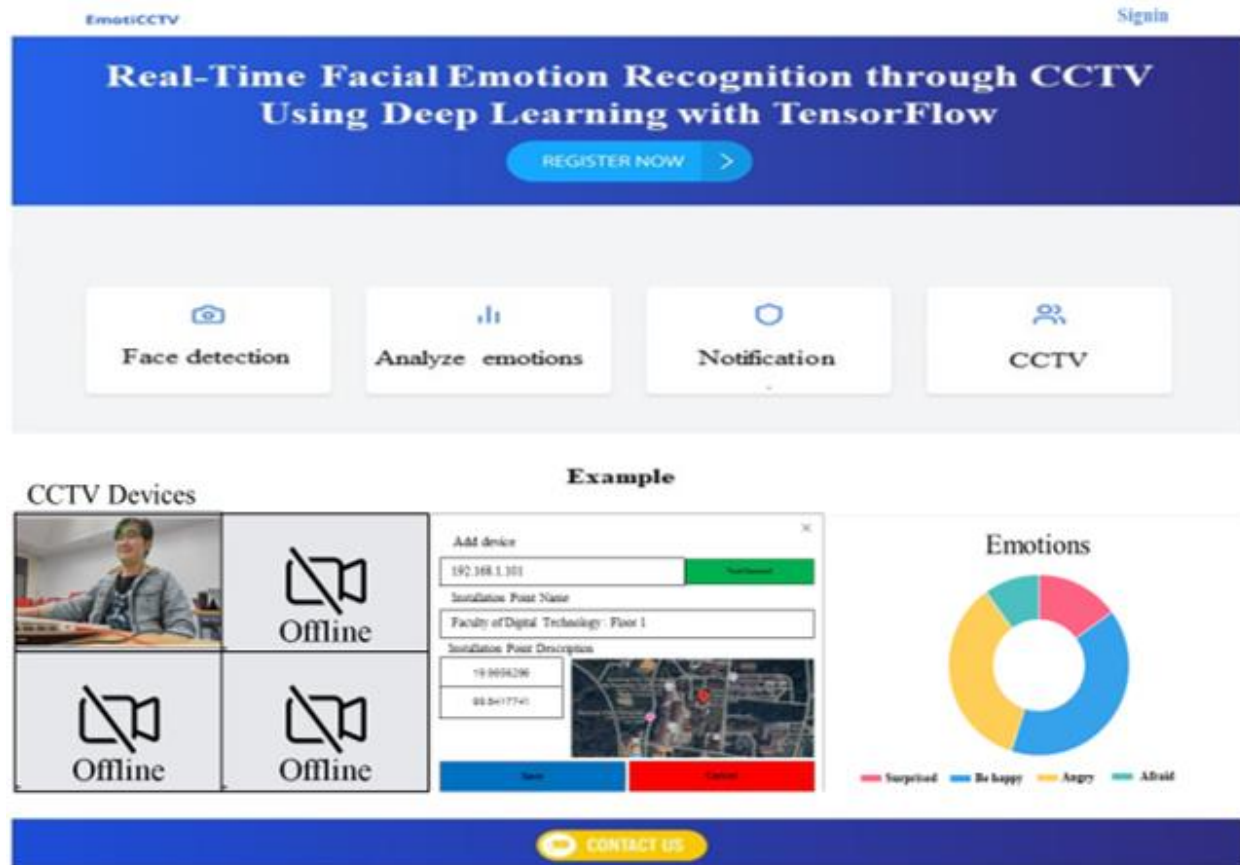 EmotiCCTV
Signin
Real-Time Facial Emotion Recognition through CCTV
Using Deep Learning with TensorFlow
REGISTER NOW
Face detection
Analyze emotions
Notification
CCTV
Example
CCTV Devices
Offline
Offline
Offline
Add device
192.168.1.101
Installation Point Name
Faculty of Digital Technology : Floor 1
Installation Point Description
Save
Cancel
Emotions
Surprised
Be happy
Angry
Afraid
CONTACT US